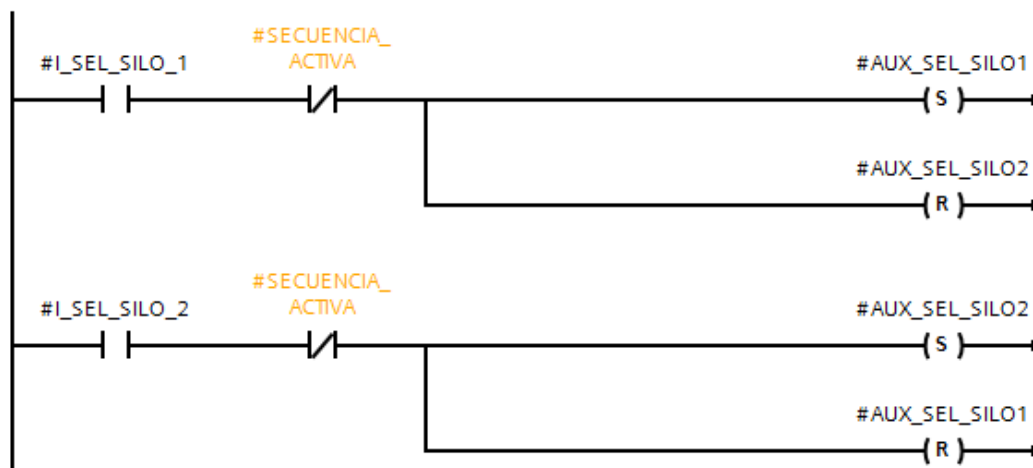 #SECUENCIA_
#I_SEL_SILO_1
ACTIVA
#AUX_SEL_SILO1
S
#AUX_SEL_SILO2
R
#SECUENCIA_
#I_SEL_SILO_2
ACTIVA
#AUX_SEL_SILO2
S
#AUX_SEL_SILO1
R